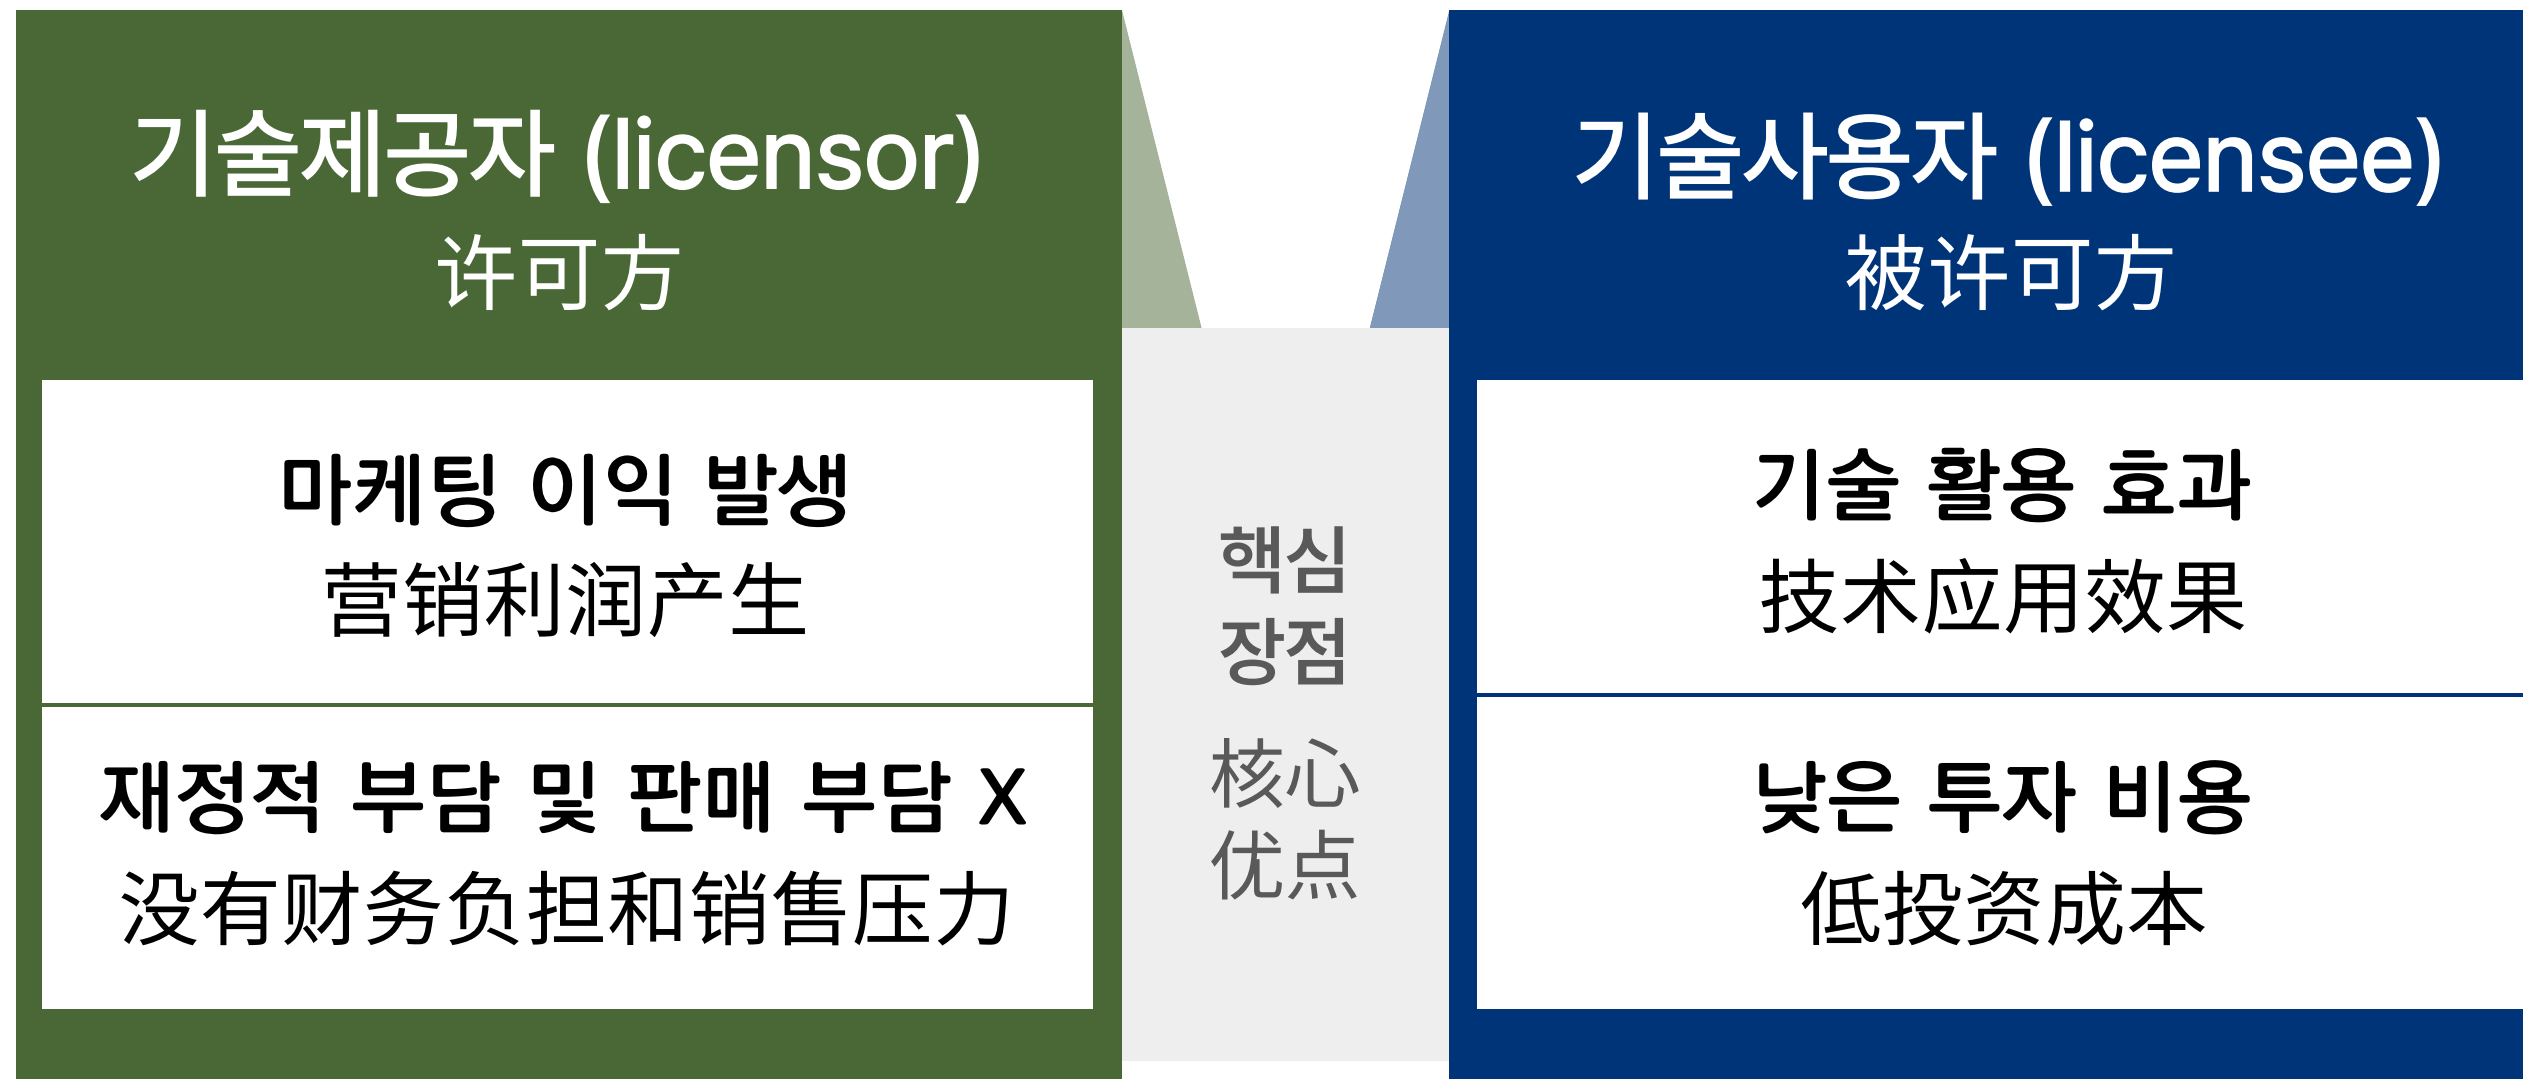 기술제공자 (licensor)
许可方
마케팅 이익 발생
营销利润产生
재정적 부담 및 판매 부담 X
没有财务负担和销售压力
핵심
장점
核心
优点
기술사용자 (licensee)
被许可方
기술 활용 효과
技术应用效果
낮은 투자 비용
低投资成本